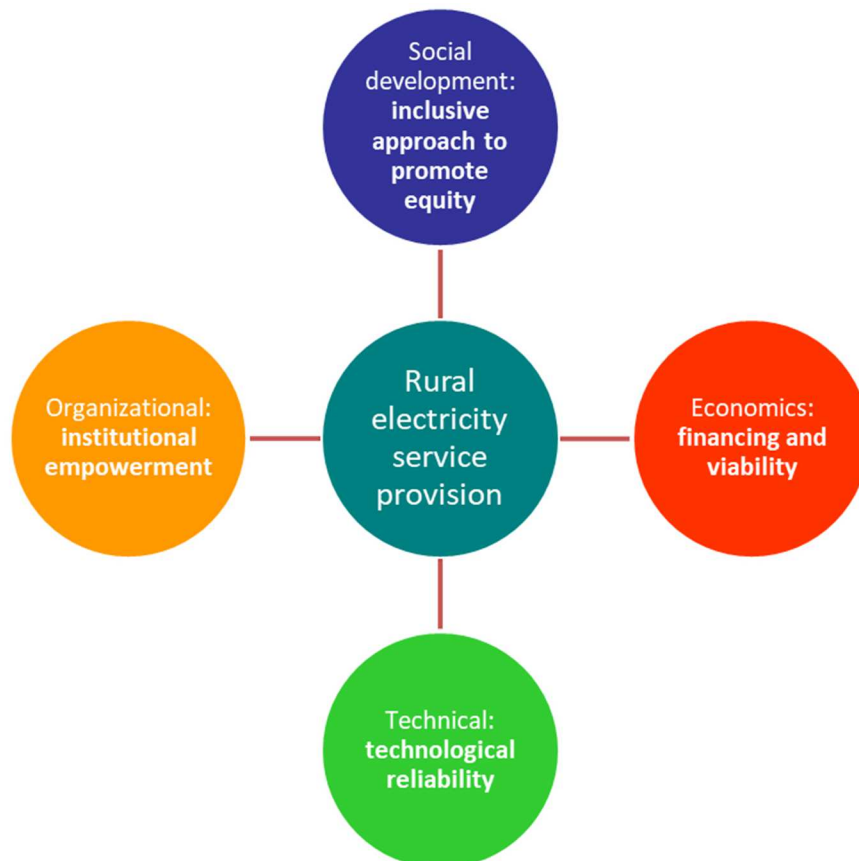 Social
development:
inclusive
approach to
promote
equity
Organizational:
institutional
empowerment
Rural
electricity
service
provision
Economics:
financing and
viability
Technical:
technological
reliability